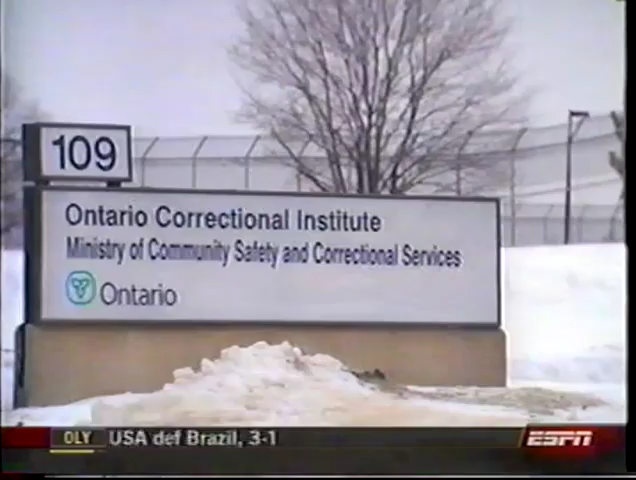 109
Ontario Correctional Institute
Ministry of Community Safety and Correctional Services
Ontario
OLY USA def Brazil, 3-1
ESPN